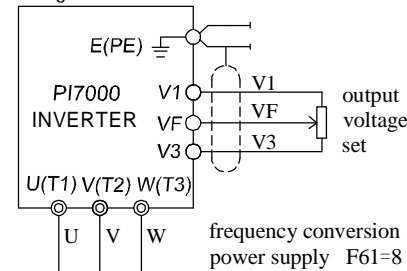 E(PE)
PI7000
INVERTER
V1
VF
V3
V1
VF
V3
output
voltage
set
U(T1) V(T2) W(T3)
U V W
frequency conversion
power supply F61=8